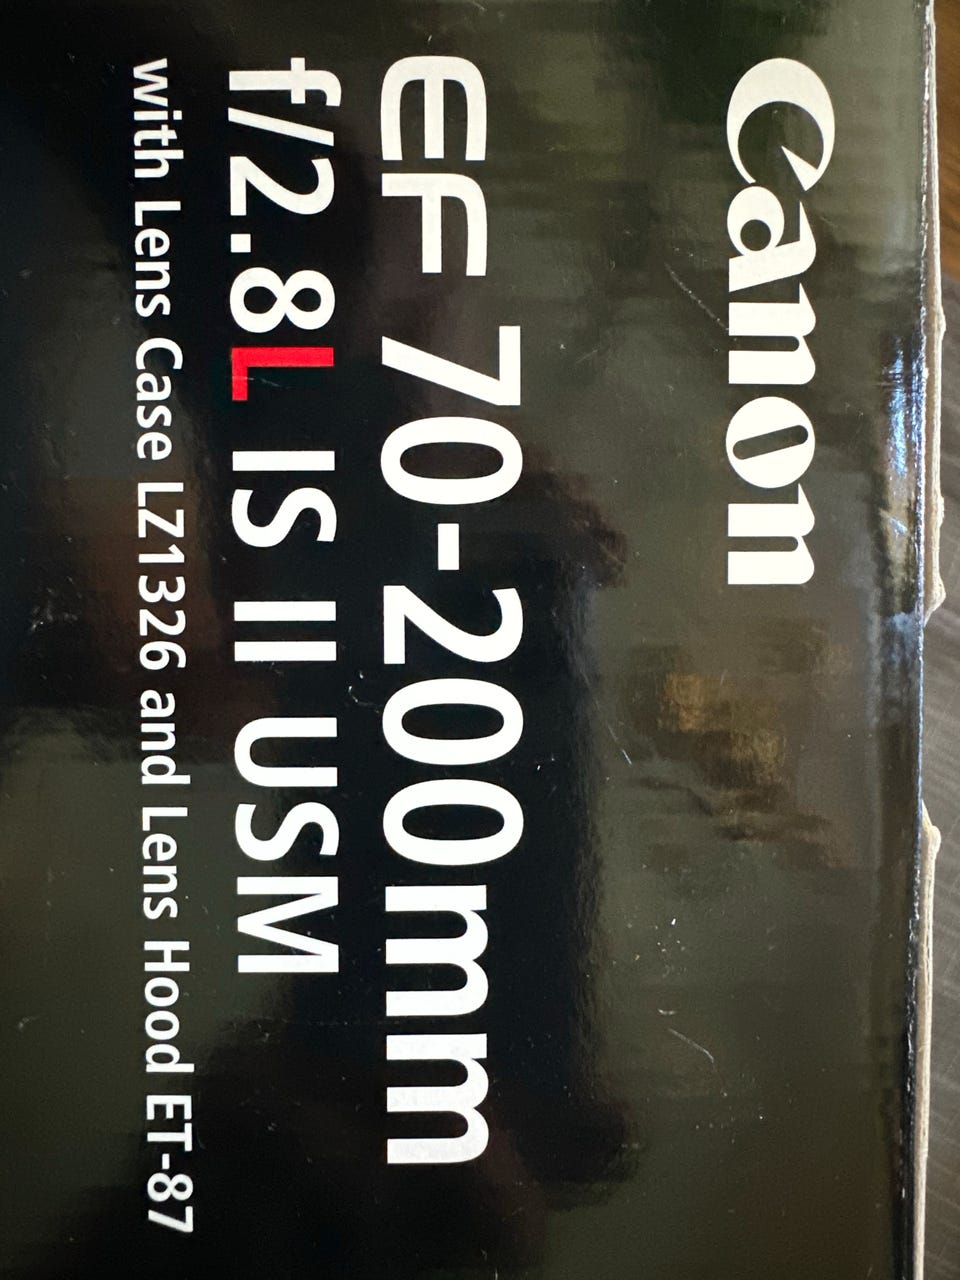 Canon
EF 70-200mm
f/2.8L IS II USM
with Lens Case LZ1326 and Lens Hood ET-87